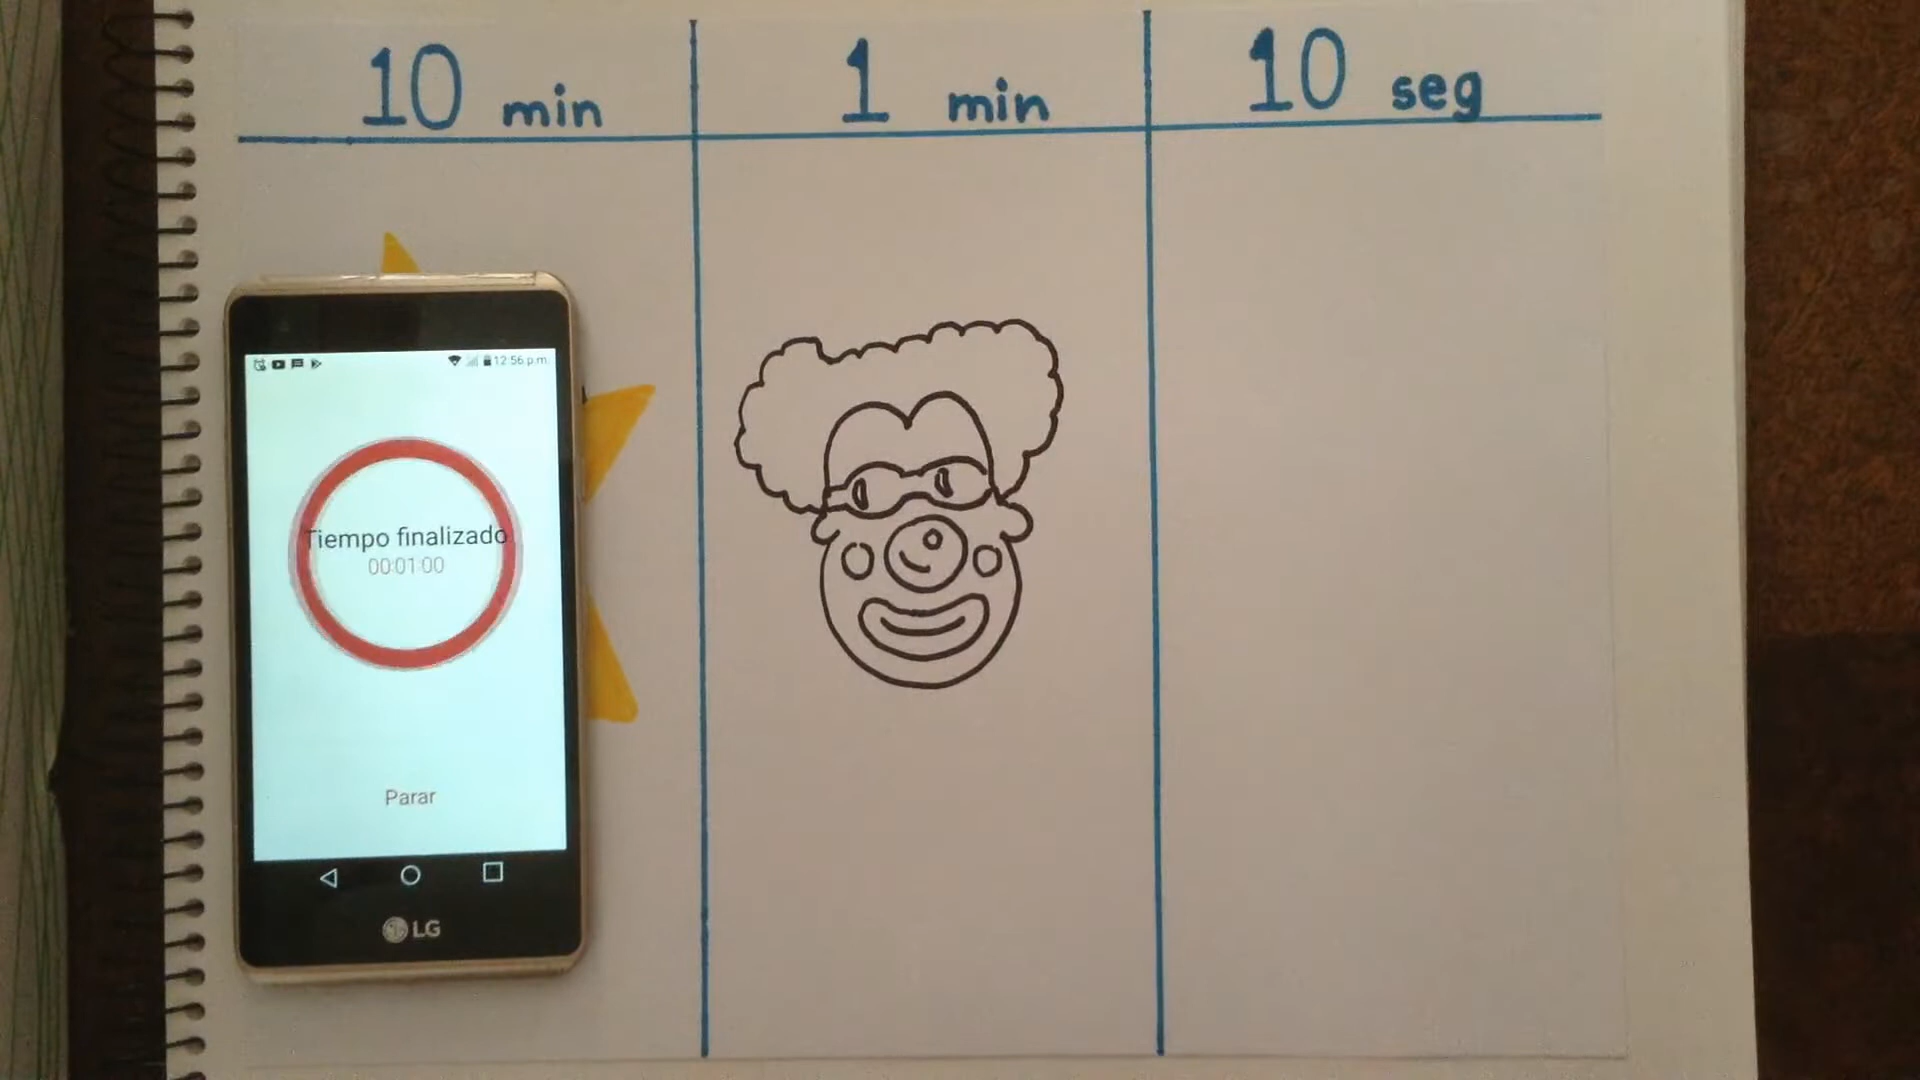 10 min
1 min
10 seg
12:56 p.m.
Tiempo finalizado
00:01:00
Parar
LG